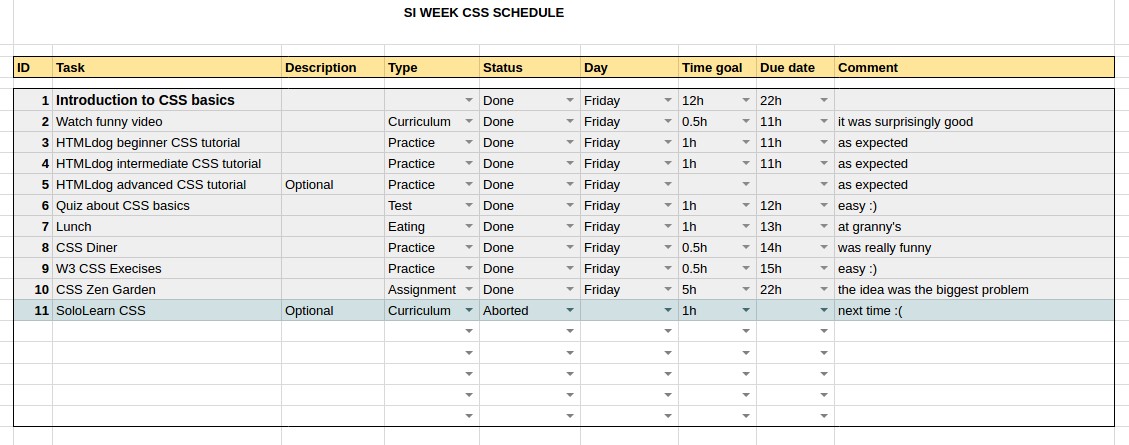 SI WEEK CSS SCHEDULE
ID Task Description Type Status Day Time goal Due date Comment
1 Introduction to CSS basics Done Friday 12h 22h
2 Watch funny video Curriculum Done Friday 0.5h 11h it was surprisingly good
3 HTMLdog beginner CSS tutorial Practice Done Friday 1h 11h as expected
4 HTMLdog intermediate CSS tutorial Practice Done Friday 1h 11h as expected
5 HTMLdog advanced CSS tutorial Optional Practice Done Friday as expected
6 Quiz about CSS basics Test Done Friday 1h 12h easy :)
7 Lunch Eating Done Friday 1h 13h at granny's
8 CSS Diner Practice Done Friday 0.5h 14h was really funny
9 W3 CSS Execises Practice Done Friday 0.5h 15h easy :)
10 CSS Zen Garden Assignment Done Friday 5h 22h the idea was the biggest problem
11 SoloLearn CSS Optional Curriculum Aborted 1h next time :(